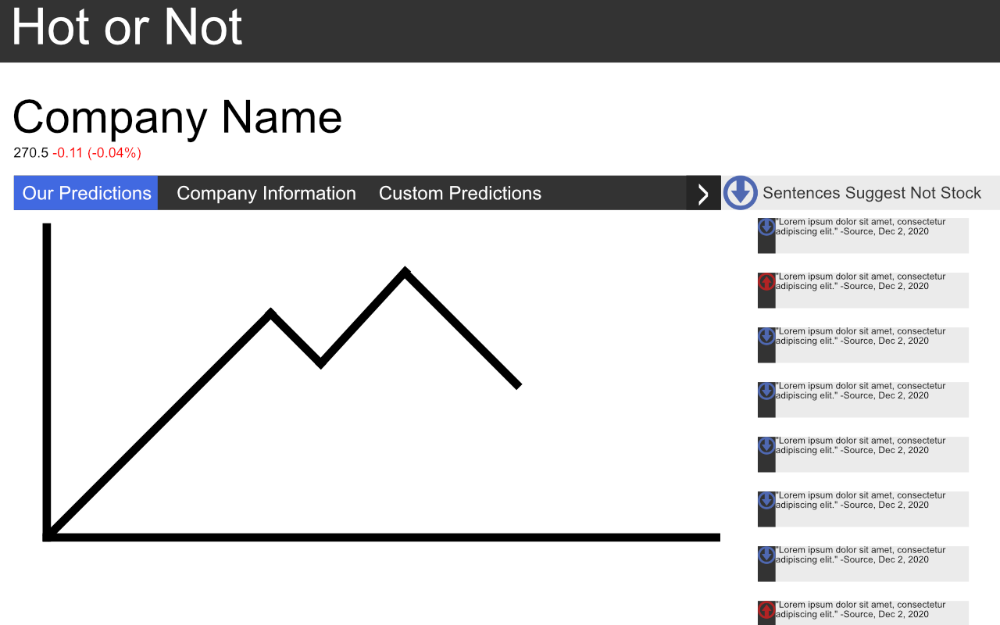 Hot or Not
Company Name
270.5 -0.11 (-0.04%)
Our Predictions Company Information Custom Predictions
Sentences Suggest Not Stock
"Lorem ipsum dolor sit amet, consectetur
adipiscing elit." -Source, Dec 2, 2020
"Lorem ipsum dolor sit amet, consectetur
adipiscing elit." -Source, Dec 2, 2020
"Lorem ipsum dolor sit amet, consectetur
adipiscing elit." -Source, Dec 2, 2020
"Lorem ipsum dolor sit amet, consectetur
adipiscing elit." -Source, Dec 2, 2020
"Lorem ipsum dolor sit amet, consectetur
adipiscing elit." -Source, Dec 2, 2020
"Lorem ipsum dolor sit amet, consectetur
adipiscing elit." -Source, Dec 2, 2020
"Lorem ipsum dolor sit amet, consectetur
adipiscing elit." -Source, Dec 2, 2020
"Lorem ipsum dolor sit amet, consectetur
adipiscing elit." -Source, Dec 2, 2020